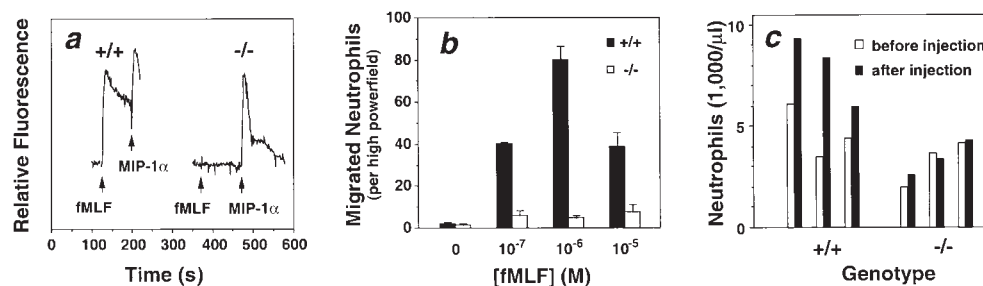 a
+/+
-/-
Relative Fluorescence
MIP-1α
fMLF
fMLF
MIP-1α
0 100 200 300 400 500 600
Time (s)
b
+/+
-/-
Migrated Neutrophils
(per high powerfield)
100
80
60
40
20
0
0 10⁻⁷ 10⁻⁶ 10⁻⁵
[fMLF] (M)
c
before injection
after injection
Neutrophils (1,000/µl)
10
5
0
+/+ -/-
Genotype